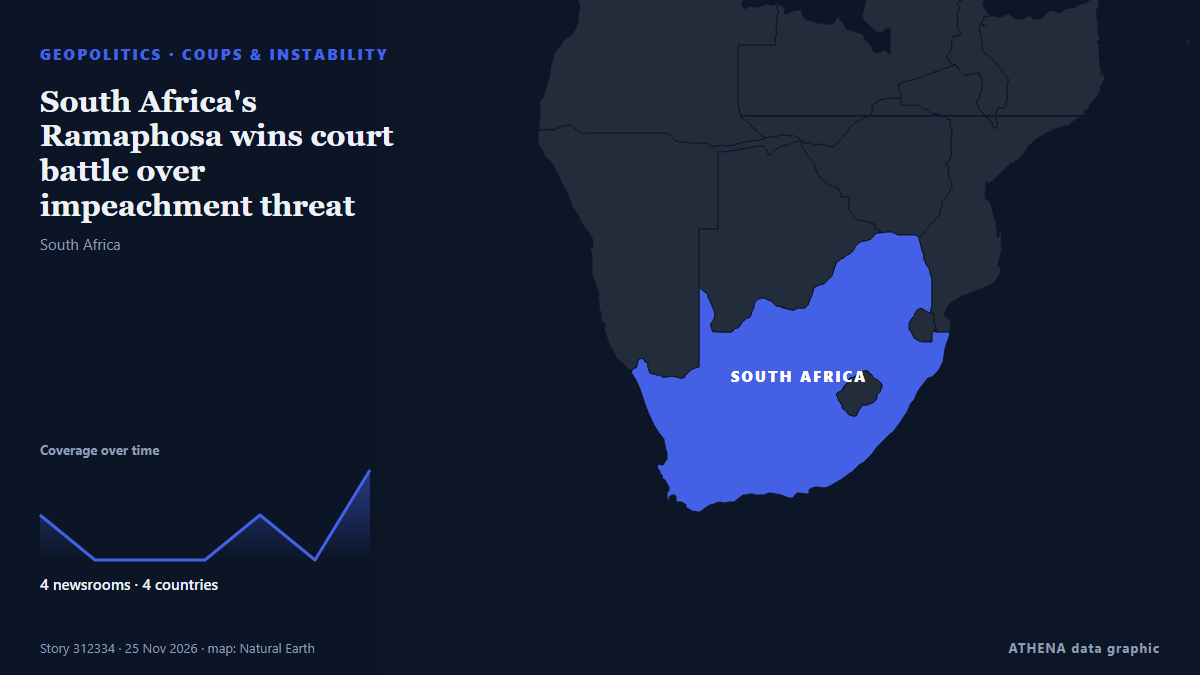 GEOPOLITICS · COUPS & INSTABILITY
South Africa's
Ramaphosa wins court
battle over
impeachment threat
South Africa
SOUTH AFRICA
Coverage over time
4 newsrooms · 4 countries
Story 312334 · 25 Nov 2026 · map: Natural Earth
ATHENA data graphic